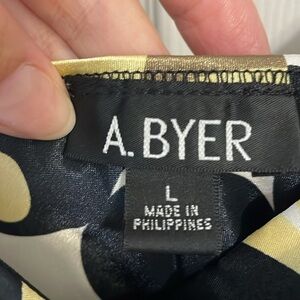 A. BYER
L
MADE IN
PHILIPPINES